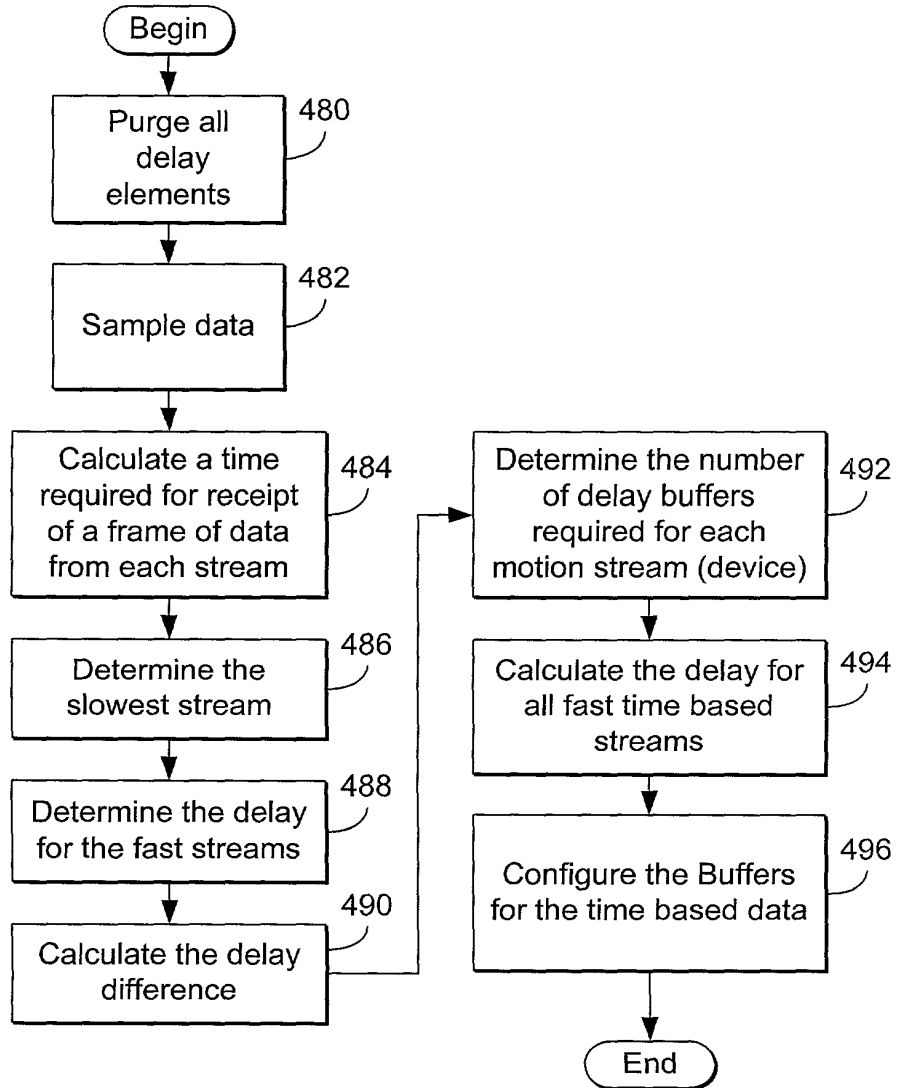 Begin
Purge all
delay
elements
480
Sample data
482
Calculate a time
required for receipt
of a frame of data
from each stream
484
Determine the
slowest stream
486
Determine the delay
for the fast streams
488
Calculate the delay
difference
490
Determine the number
of delay buffers
required for each
motion stream (device)
492
Calculate the delay for
all fast time based
streams
494
Configure the Buffers
for the time based data
496
End